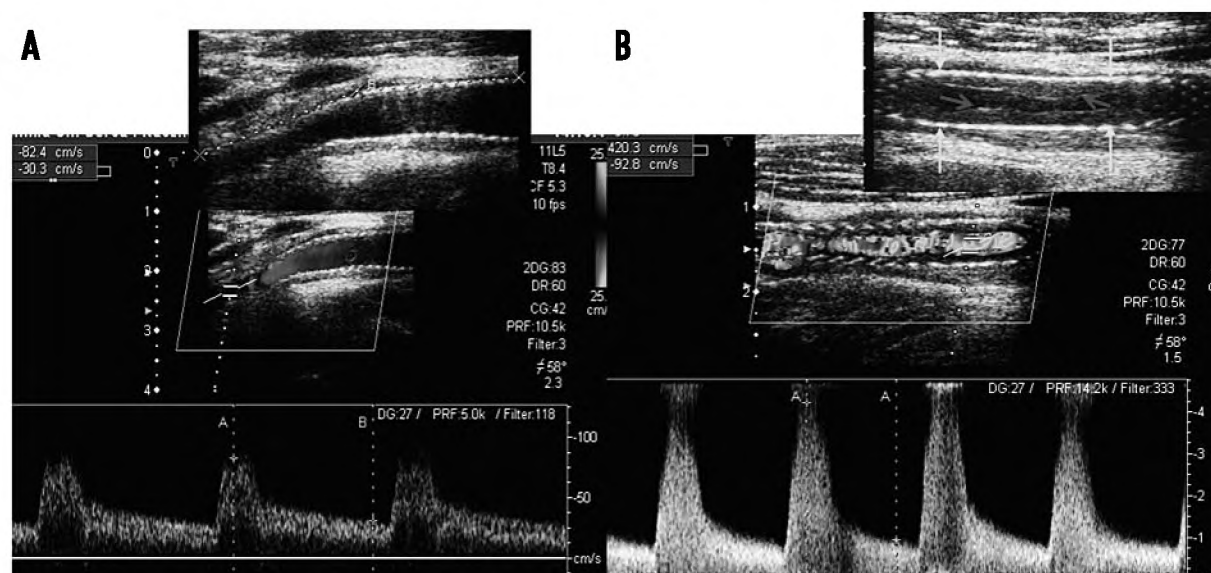 A
-82.4 cm/s
-30.3 cm/s
0
1
2
3
4
B
11L5
T8.4
CF 5.3
10 fps
25
25
cm/
2DG:83
DR:60
CG:42
PRF:10.5k
Filter:3
58°
2.3
DG:27 / PRF:5.0k / Filter:118
A
B
-100
-50
cm/s
B
420.3 cm/s
-92.8 cm/s
1
2
2DG:77
DR:60
CG:42
PRF:10.5k
Filter:3
58°
1.5
DG:27 / PRF:14.2k / Filter:333
A
A
-4
-3
-2
-1